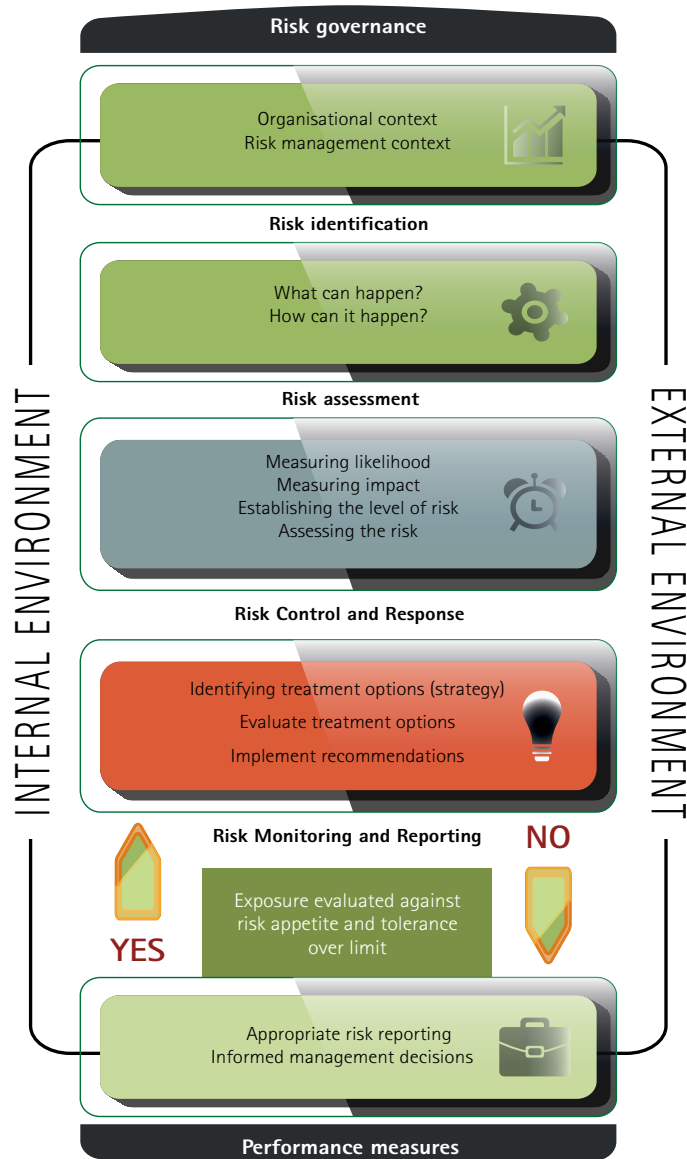 Risk governance
Organisational context
Risk management context
Risk identification
What can happen?
How can it happen?
Risk assessment
Measuring likelihood
Measuring impact
Establishing the level of risk
Assessing the risk
INTERNAL ENVIRONMENT
EXTERNAL ENVIRONMENT
Risk Control and Response
Identifying treatment options (strategy)
Evaluate treatment options
Implement recommendations
Risk Monitoring and Reporting
NO
YES
Exposure evaluated against
risk appetite and tolerance
over limit
Appropriate risk reporting
Informed management decisions
Performance measures